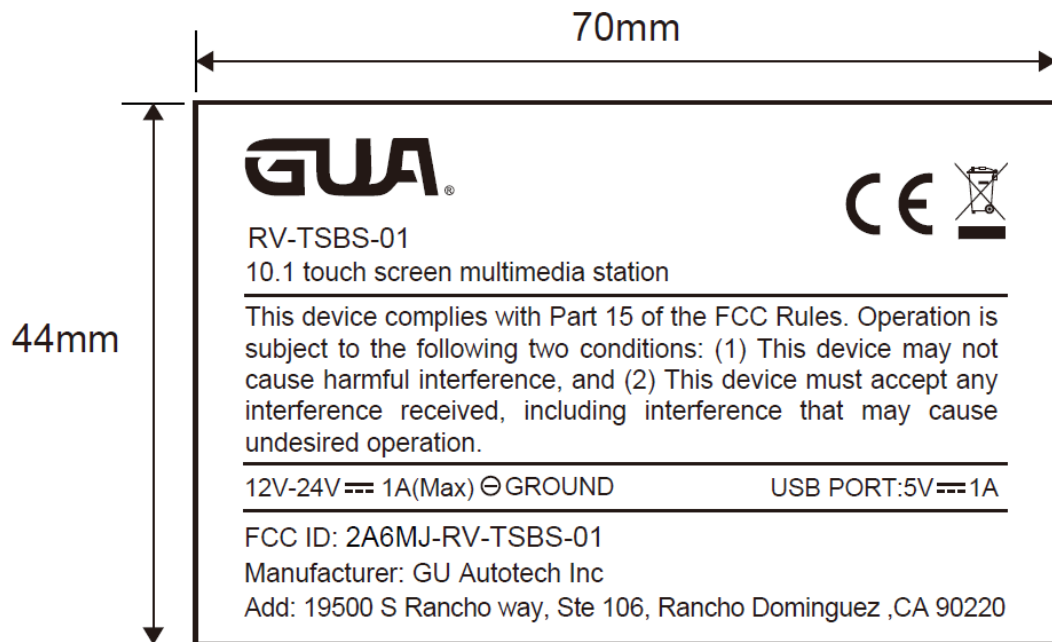 70mm
44mm
GUA®
CE
RV-TSBS-01
10.1 touch screen multimedia station
This device complies with Part 15 of the FCC Rules. Operation is
subject to the following two conditions: (1) This device may not
cause harmful interference, and (2) This device must accept any
interference received, including interference that may cause
undesired operation.
12V-24V⎓1A(Max)⊖GROUND USB PORT:5V⎓1A
FCC ID: 2A6MJ-RV-TSBS-01
Manufacturer: GU Autotech Inc
Add: 19500 S Rancho way, Ste 106, Rancho Dominguez ,CA 90220